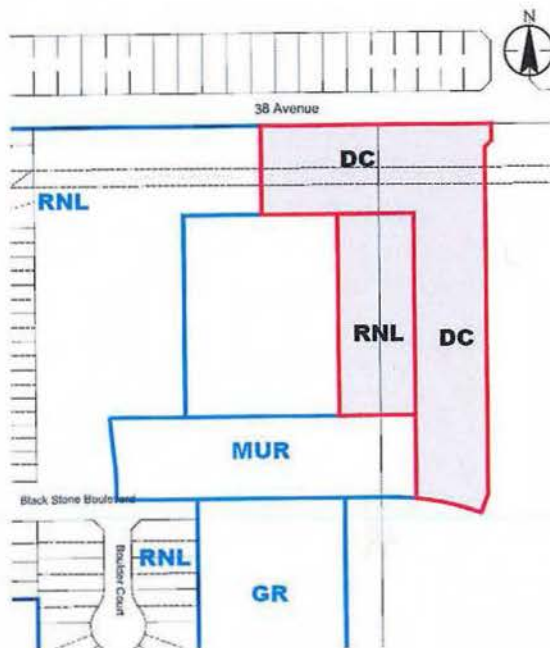 N
38 Avenue
DC
RNL
RNL
DC
MUR
Black Stone Boulevard
RNL
Boulder Court
GR